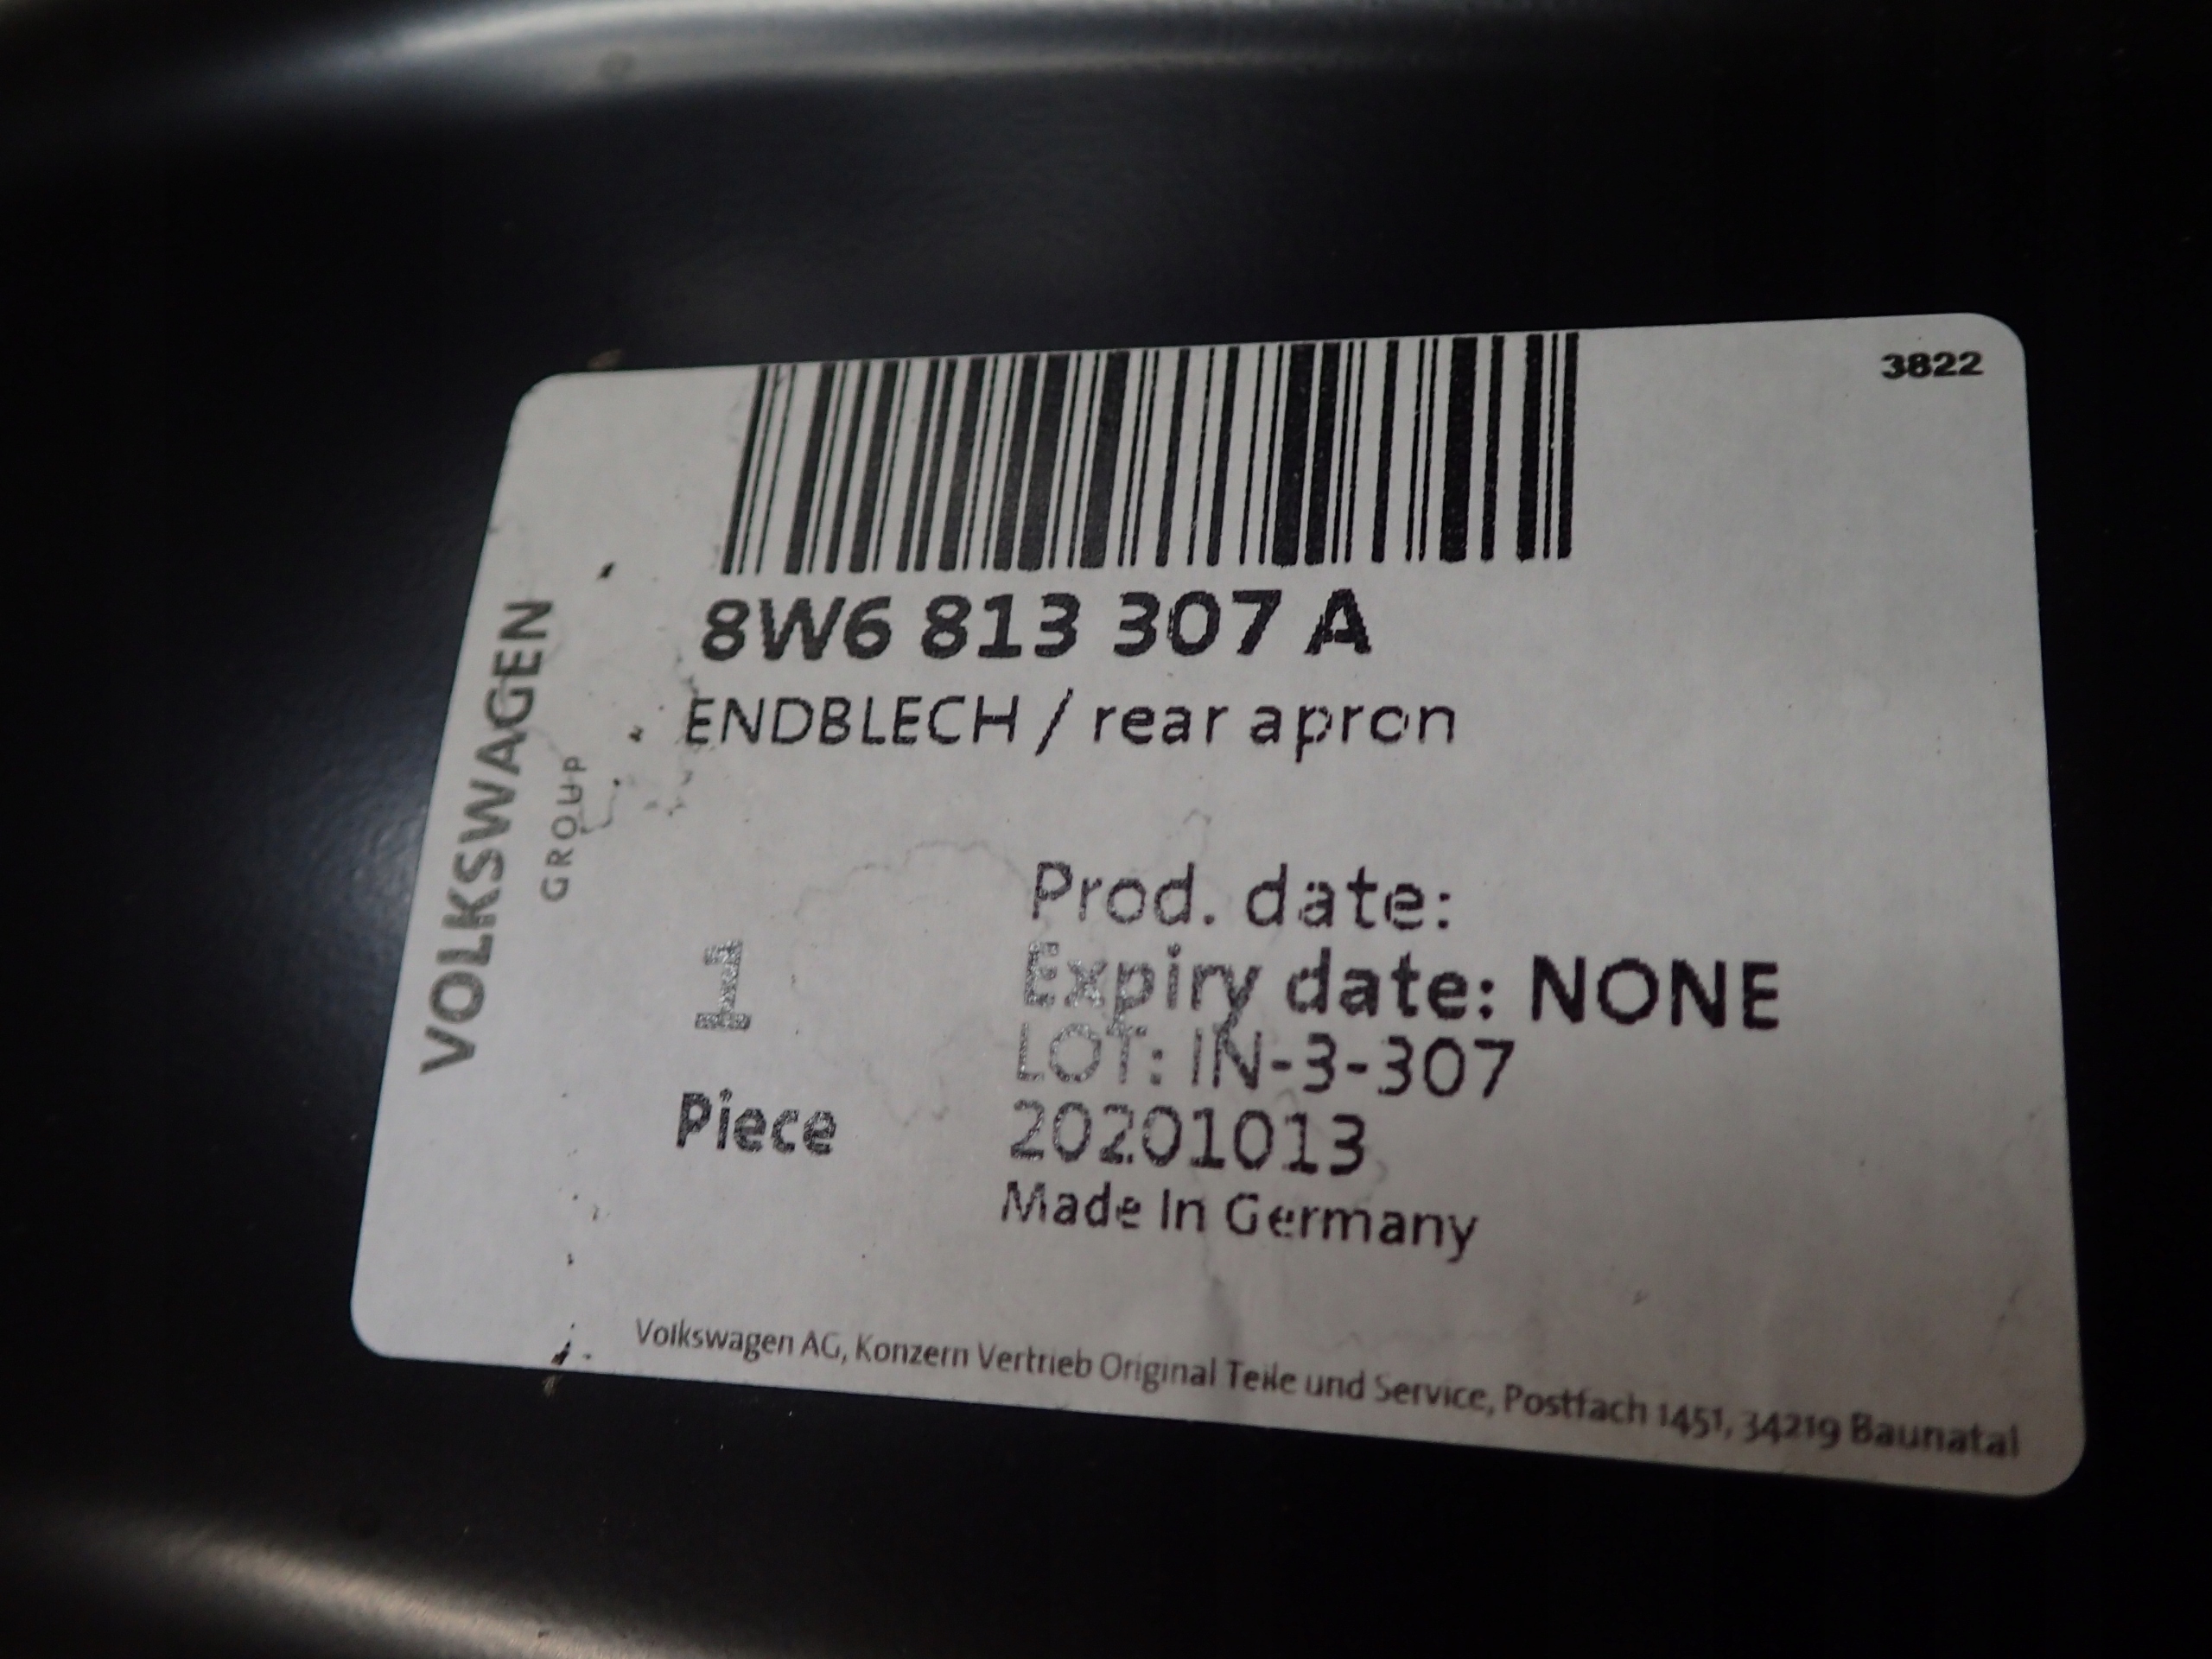 3822
8W6 813 307 A
ENDBLECH / rear apron
VOLKSWAGEN
GROUP
Prod. date:
Expiry date: NONE
LOT: IN-3-307
20201013
Made In Germany
1
Piece
Volkswagen AG, Konzern Vertrieb Original Teile und Service, Postfach 1451, 34219 Baunatal